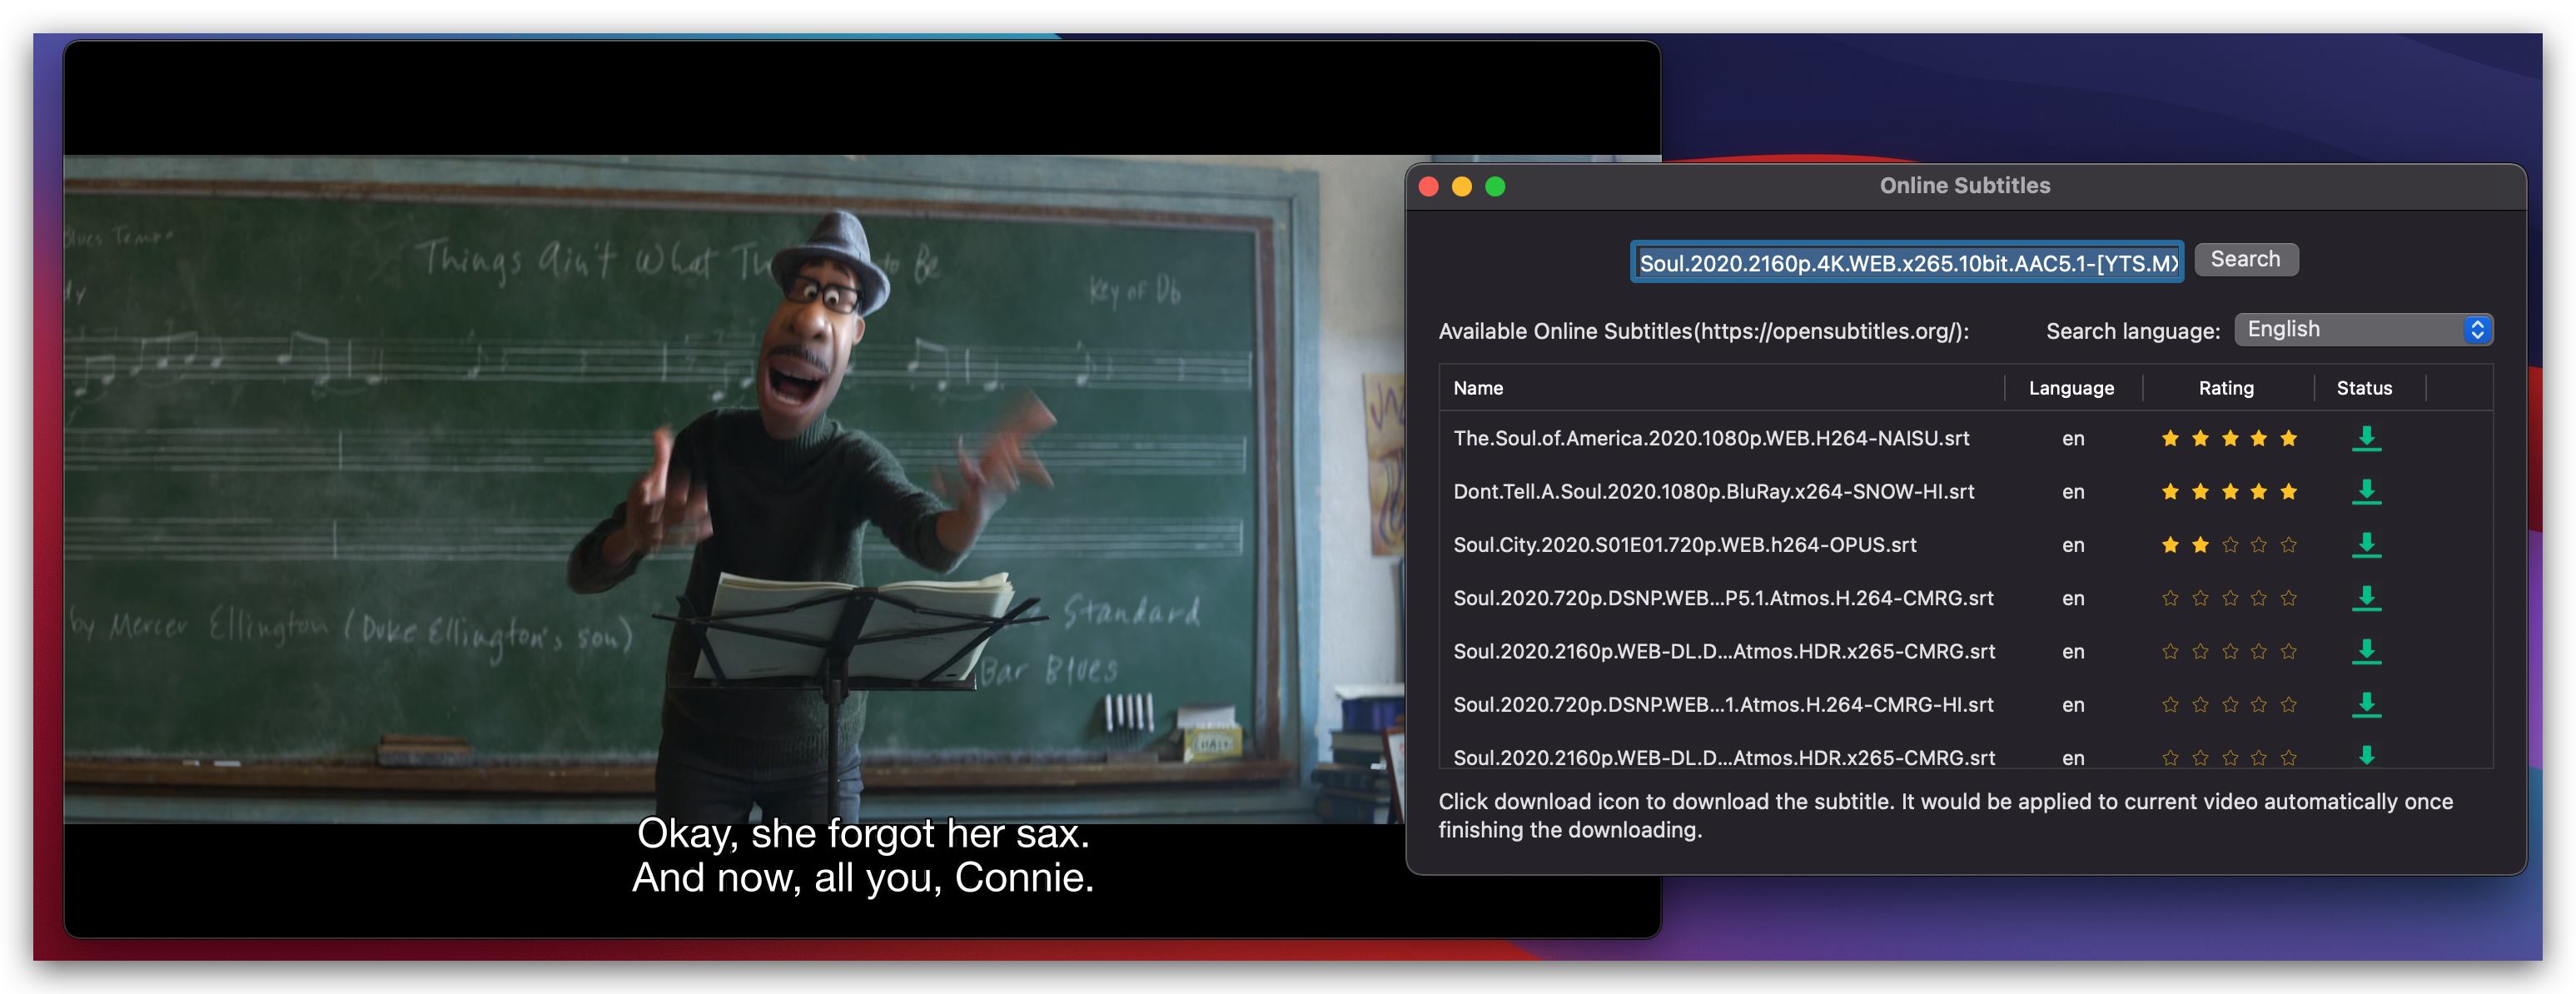 Blues Tempo
Things Ain't What Th to Be
Key of Db
by Mercer Ellington (Duke Ellington's son)
Standard
Bar Blues
CHALK
Okay, she forgot her sax.
And now, all you, Connie.
Online Subtitles
Soul.2020.2160p.4K.WEB.x265.10bit.AAC5.1-[YTS.MX
Search
Available Online Subtitles(https://opensubtitles.org/):
Search language:
English
Name Language Rating Status
The.Soul.of.America.2020.1080p.WEB.H264-NAISU.srt en
Dont.Tell.A.Soul.2020.1080p.BluRay.x264-SNOW-HI.srt en
Soul.City.2020.S01E01.720p.WEB.h264-OPUS.srt en
Soul.2020.720p.DSNP.WEB...P5.1.Atmos.H.264-CMRG.srt en
Soul.2020.2160p.WEB-DL.D...Atmos.HDR.x265-CMRG.srt en
Soul.2020.720p.DSNP.WEB...1.Atmos.H.264-CMRG-HI.srt en
Soul.2020.2160p.WEB-DL.D...Atmos.HDR.x265-CMRG.srt en
Click download icon to download the subtitle. It would be applied to current video automatically once
finishing the downloading.